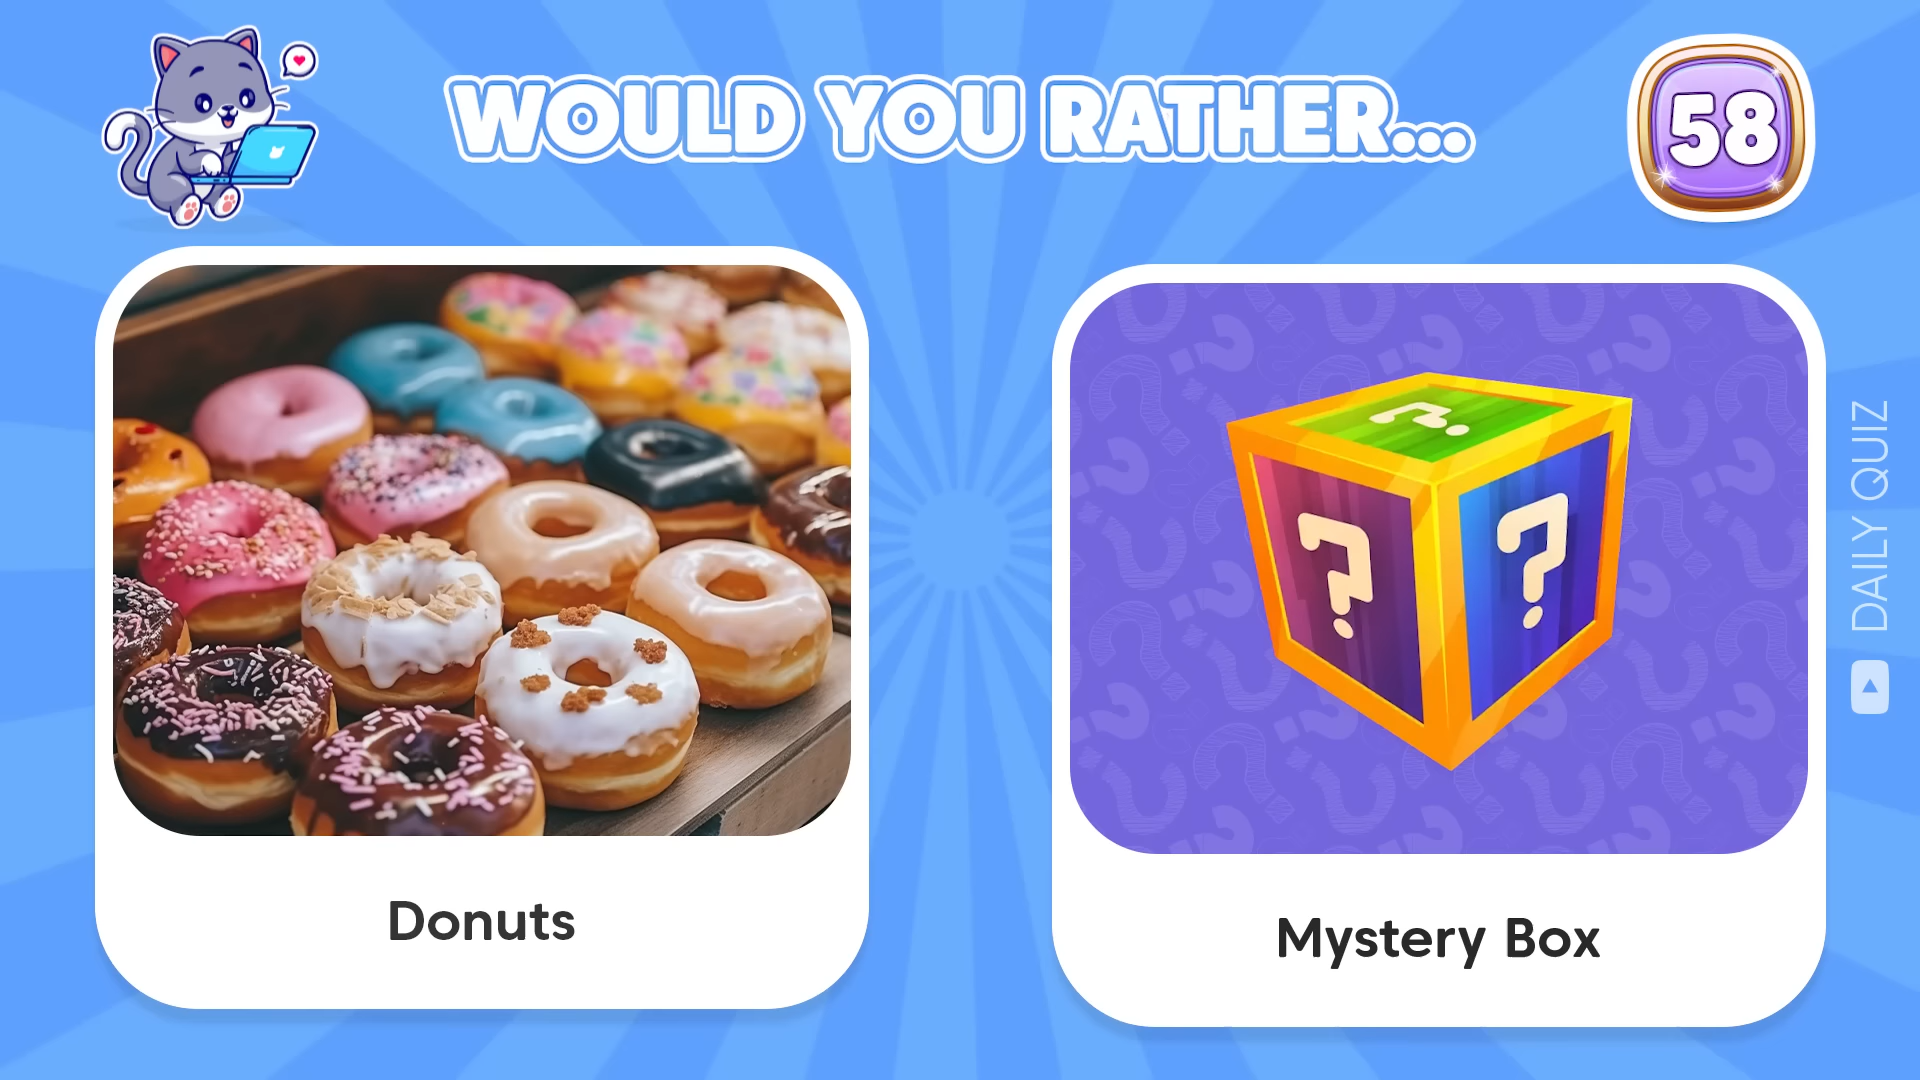 WOULD YOU RATHER...
58
Donuts
Mystery Box
DAILY QUIZ
? ? ?